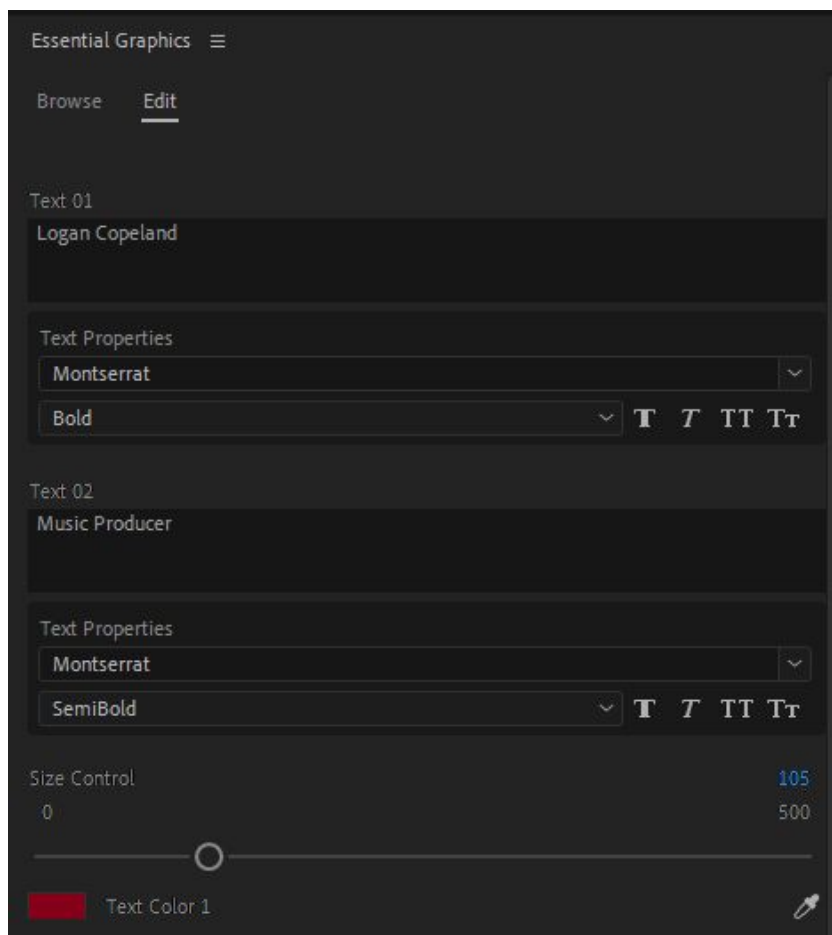 Essential Graphics
Browse Edit
Text 01
Logan Copeland
Text Properties
Montserrat
Bold T T TT Tт
Text 02
Music Producer
Text Properties
Montserrat
SemiBold T T TT Tт
Size Control 105
0 500
Text Color 1